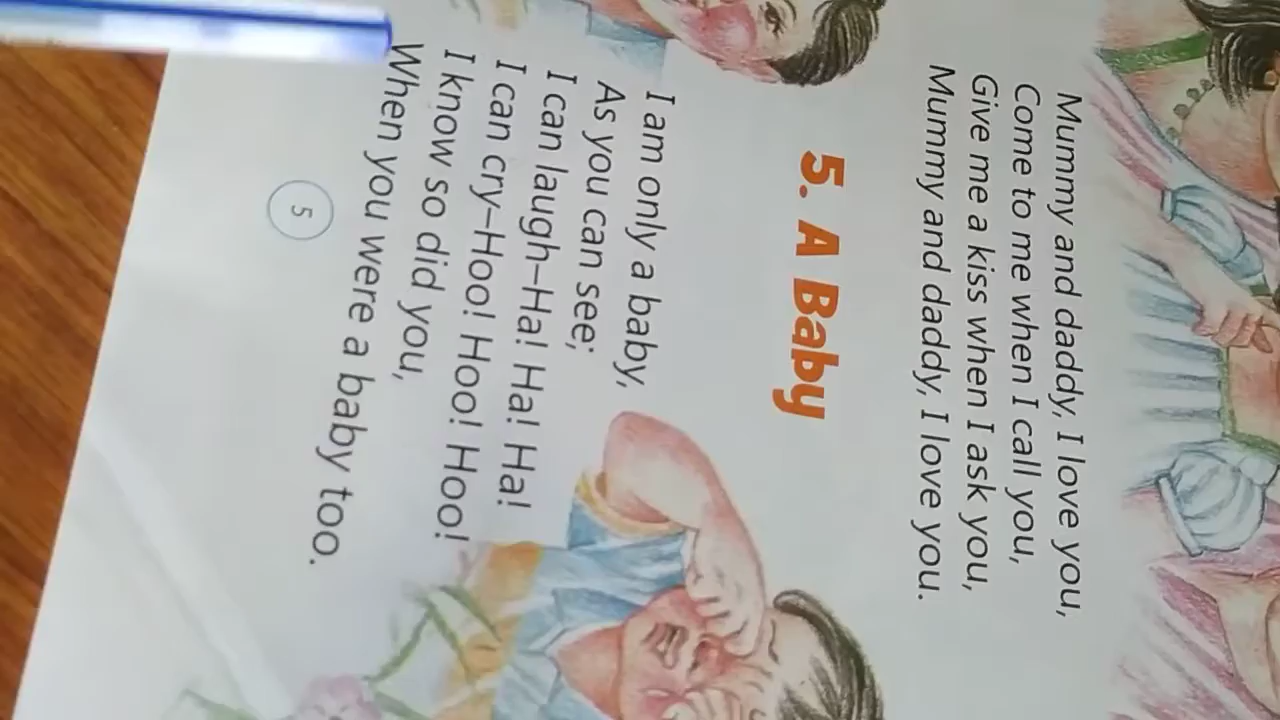 Mummy and daddy, I love you,
Come to me when I call you,
Give me a kiss when I ask you,
Mummy and daddy, I love you.
5. A Baby
I am only a baby,
As you can see;
I can laugh–Ha! Ha! Ha!
I can cry–Hoo! Hoo! Hoo!
I know so did you,
When you were a baby too.
5